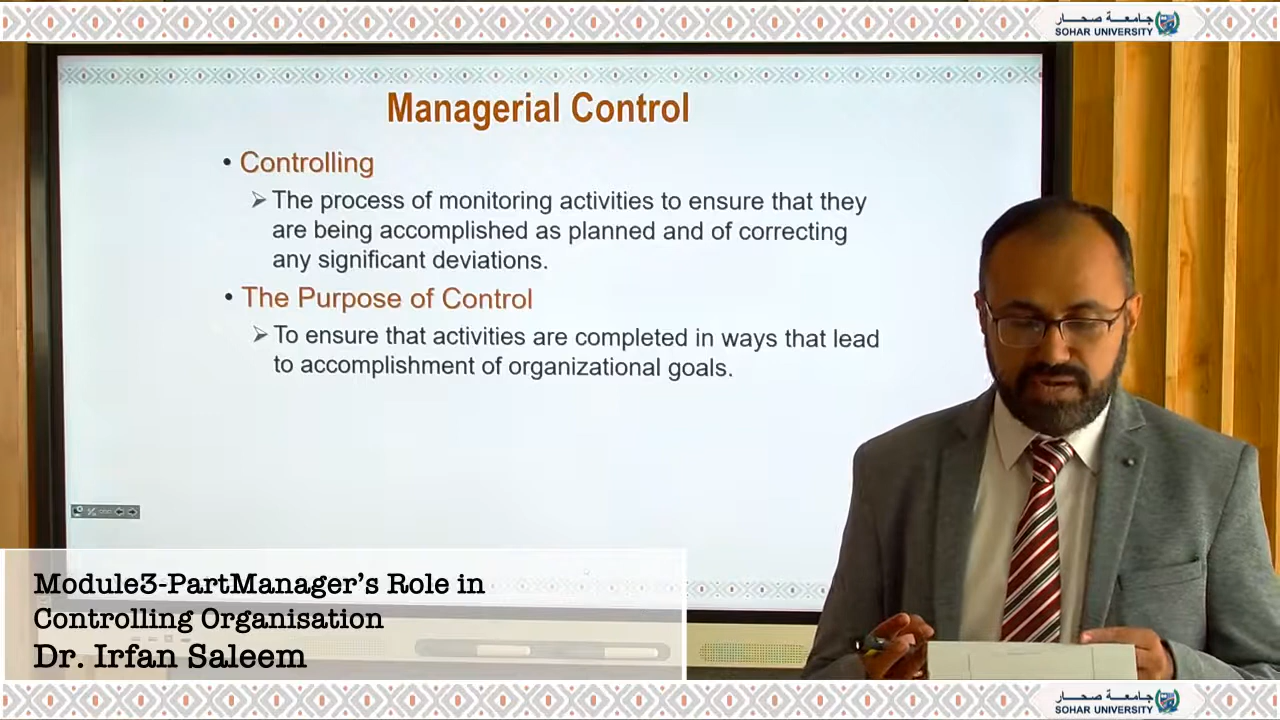 جامعة صحار
SOHAR UNIVERSITY
Managerial Control
• Controlling
➢ The process of monitoring activities to ensure that they
are being accomplished as planned and of correcting
any significant deviations.
• The Purpose of Control
➢ To ensure that activities are completed in ways that lead
to accomplishment of organizational goals.
Module3-PartManager's Role in
Controlling Organisation
Dr. Irfan Saleem
جامعة صحار
SOHAR UNIVERSITY